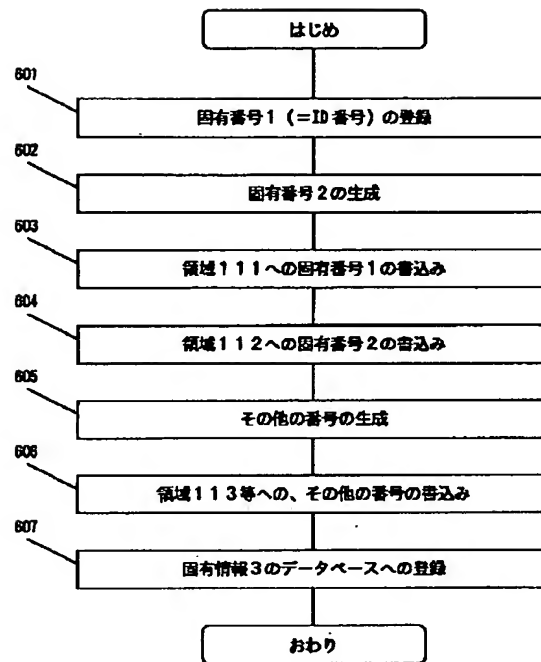 はじめ
601
固有番号1（=ID番号）の登録
602
固有番号2の生成
603
領域111への固有番号1の書込み
604
領域112への固有番号2の書込み
605
その他の番号の生成
606
領域113等への、その他の番号の書込み
607
固有情報3のデータベースへの登録
おわり